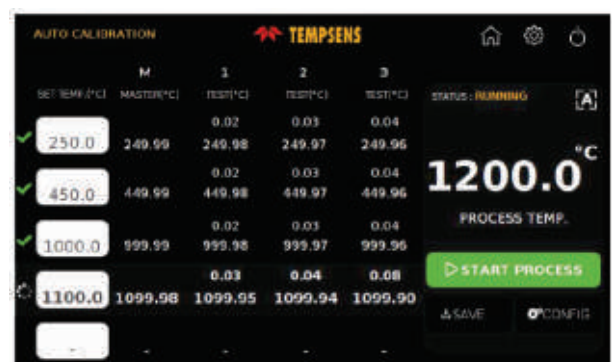 AUTO CALIBRATION
TEMPSENS
M 1 2 3
SET TEMP.(°C) MASTER(°C) TEST(°C) TEST(°C) TEST(°C)
STATUS : RUNNING
[A]
0.02 0.03 0.04
250.0 249.99 249.98 249.97 249.96
0.02 0.03 0.04
450.0 449.99 449.98 449.97 449.96
0.02 0.03 0.04
1000.0 999.99 999.98 999.97 999.96
0.03 0.04 0.08
1100.0 1099.98 1099.95 1099.94 1099.90
- - - - -
1200.0 °C
PROCESS TEMP.
START PROCESS
SAVE
CONFIG